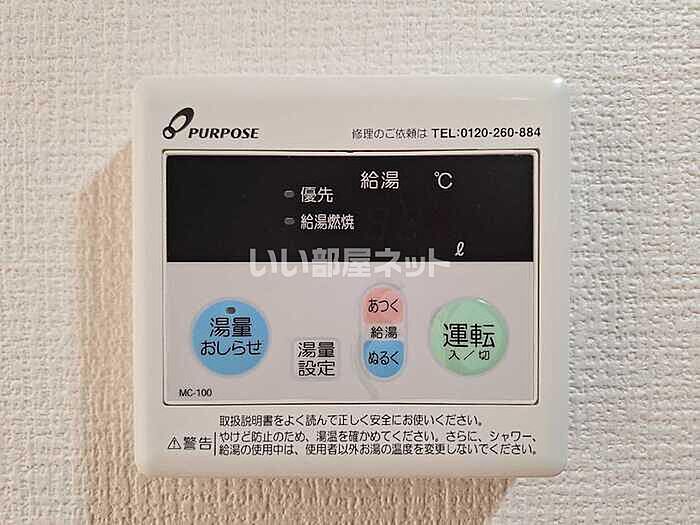 PURPOSE
修理のご依頼は TEL:0120-260-884
給湯 ℃
優先
給湯燃焼
ℓ
いい部屋ネット
湯量
おしらせ
湯量
設定
あつく
給湯
ぬるく
運転
入/切
MC-100
取扱説明書をよく読んで正しく安全にお使いください。
⚠警告 やけど防止のため、湯温を確かめてください。さらに、シャワー、
給湯の使用中は、使用者以外お湯の温度を変更しないでください。